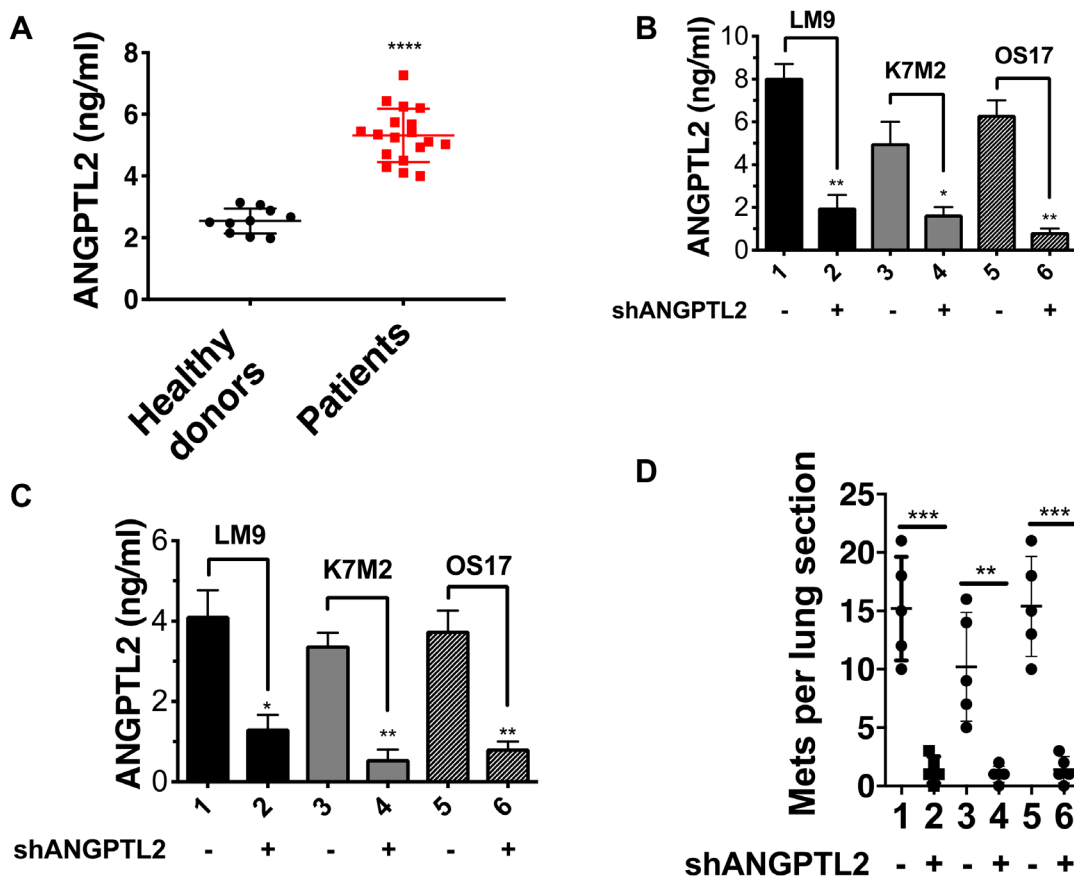 A
ANGPTL2 (ng/ml)
8
6
4
2
0
****
Healthy
donors
Patients
B
ANGPTL2 (ng/ml)
10
8
6
4
2
0
LM9
K7M2
OS17
** * **
1 2 3 4 5 6
shANGPTL2 - + - + - +
C
ANGPTL2 (ng/ml)
6
4
2
0
LM9
K7M2
OS17
* ** **
1 2 3 4 5 6
shANGPTL2 - + - + - +
D
Mets per lung section
25
20
15
10
5
0
*** ** ***
1 2 3 4 5 6
shANGPTL2 - + - + - +